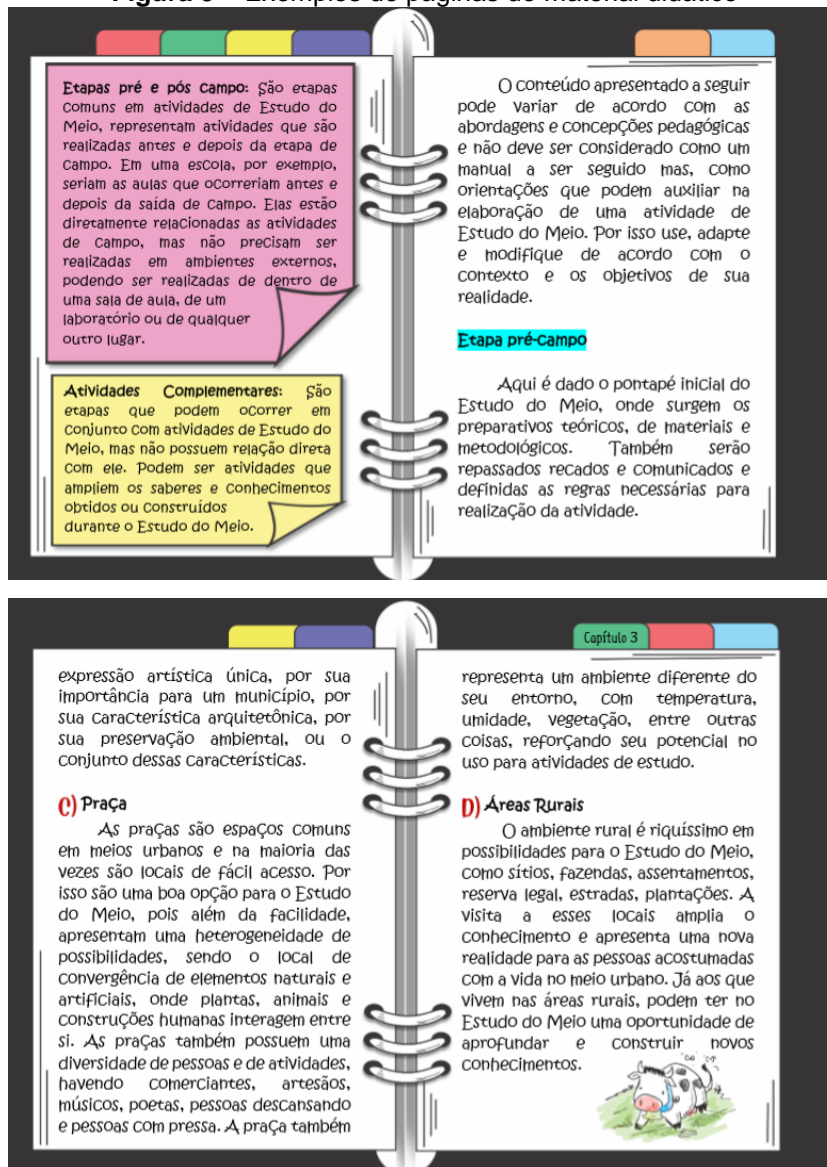 Figura 5 – Exemplos de páginas do material didático
Etapas pré e pós campo: São etapas
comuns em atividades de Estudo do
Meio, representam atividades que são
realizadas antes e depois da etapa de
campo. Em uma escola, por exemplo,
seriam as aulas que ocorreriam antes e
depois da saída de campo. Elas estão
diretamente relacionadas as atividades
de campo, mas não precisam ser
realizadas em ambientes externos,
podendo ser realizadas de dentro de
uma sala de aula, de um
laboratório ou de qualquer
outro lugar.
Atividades Complementares: São
etapas que podem ocorrer em
conjunto com atividades de Estudo do
Meio, mas não possuem relação direta
com ele. Podem ser atividades que
ampliem os saberes e conhecimentos
obtidos ou construídos
durante o Estudo do Meio.
O conteúdo apresentado a seguir
pode variar de acordo com as
abordagens e concepções pedagógicas
e não deve ser considerado como um
manual a ser seguido mas, como
orientações que podem auxiliar na
elaboração de uma atividade de
Estudo do Meio. Por isso use, adapte
e modifique de acordo com o
contexto e os objetivos de sua
realidade.
Etapa pré-campo
Aqui é dado o pontapé inicial do
Estudo do Meio, onde surgem os
preparativos teóricos, de materiais e
metodológicos. Também serão
repassados recados e comunicados e
definidas as regras necessárias para
realização da atividade.
expressão artística única, por sua
importância para um município, por
sua característica arquitetônica, por
sua preservação ambiental, ou o
conjunto dessas características.
C) Praça
As praças são espaços comuns
em meios urbanos e na maioria das
vezes são locais de fácil acesso. Por
isso são uma boa opção para o Estudo
do Meio, pois além da facilidade,
apresentam uma heterogeneidade de
possibilidades, sendo o local de
convergência de elementos naturais e
artificiais, onde plantas, animais e
construções humanas interagem entre
si. As praças também possuem uma
diversidade de pessoas e de atividades,
havendo comerciantes, artesãos,
músicos, poetas, pessoas descansando
e pessoas com pressa. A praça também
Capítulo 3
representa um ambiente diferente do
seu entorno, com temperatura,
umidade, vegetação, entre outras
coisas, reforçando seu potencial no
uso para atividades de estudo.
D) Áreas Rurais
O ambiente rural é riquíssimo em
possibilidades para o Estudo do Meio,
como sítios, fazendas, assentamentos,
reserva legal, estradas, plantações. A
visita a esses locais amplia o
conhecimento e apresenta uma nova
realidade para as pessoas acostumadas
com a vida no meio urbano. Já aos que
vivem nas áreas rurais, podem ter no
Estudo do Meio uma oportunidade de
aprofundar e construir novos
conhecimentos.